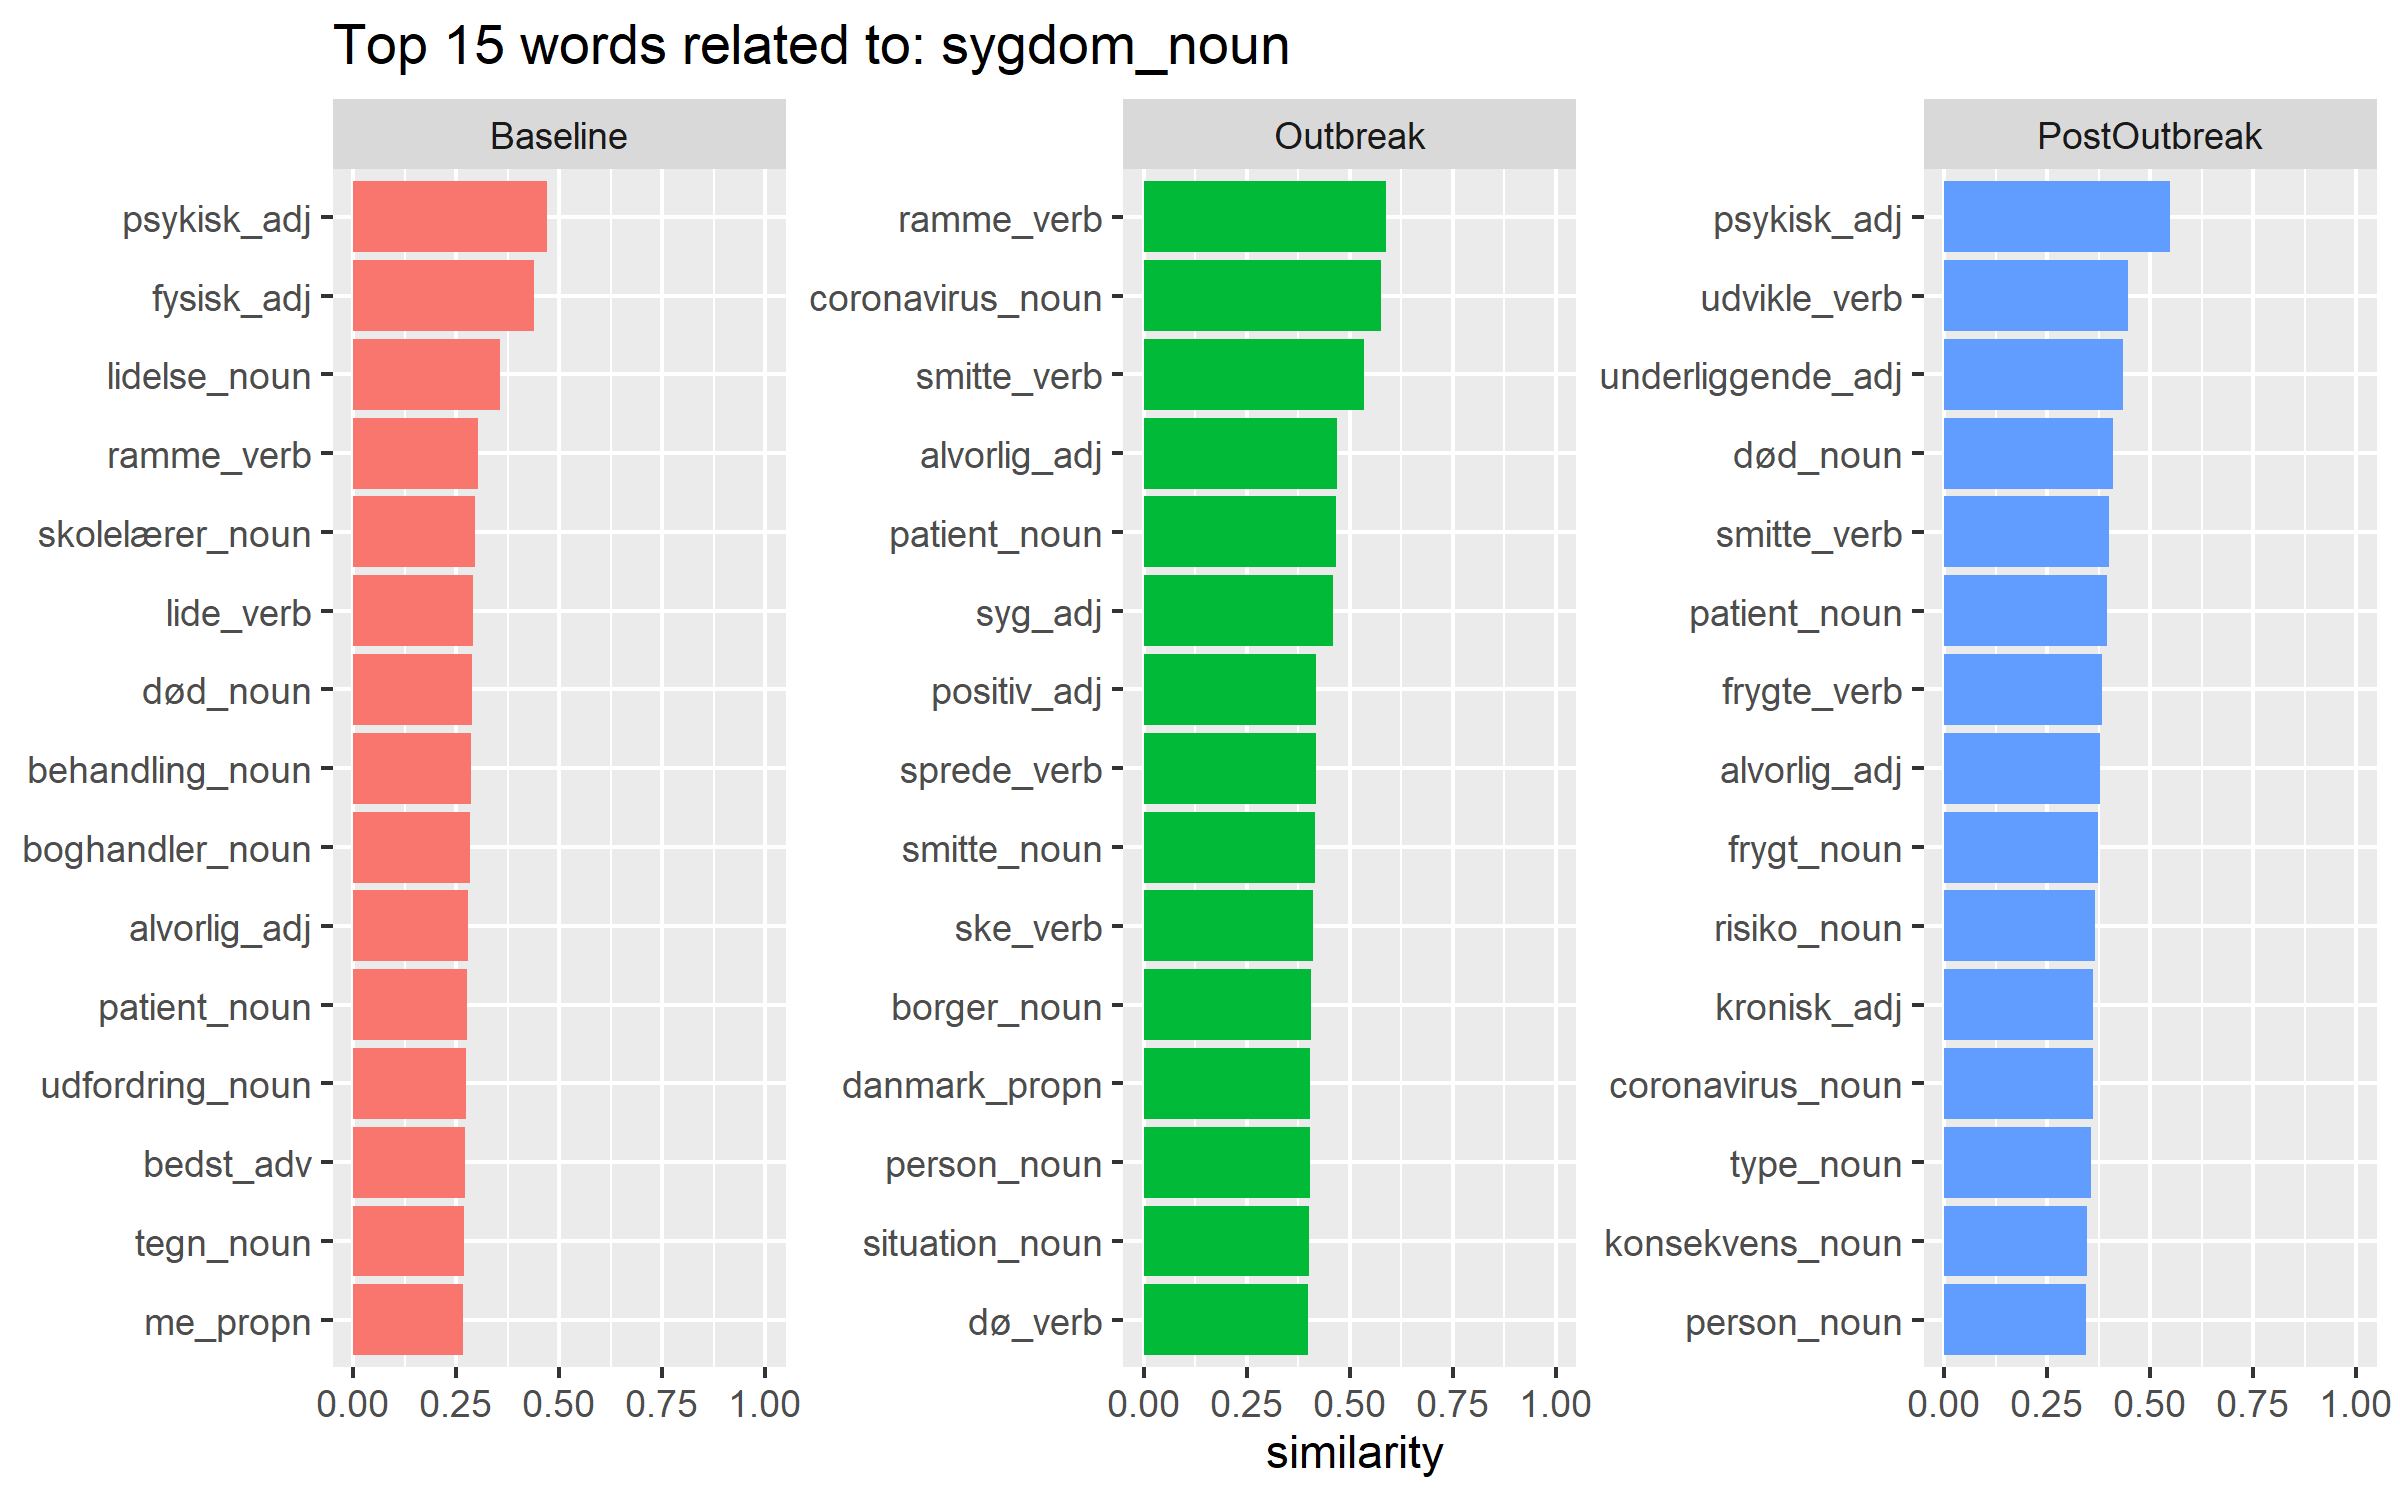 Top 15 words related to: sygdom_noun
Baseline
psykisk_adj
fysisk_adj
lidelse_noun
ramme_verb
skolelærer_noun
lide_verb
død_noun
behandling_noun
boghandler_noun
alvorlig_adj
patient_noun
udfordring_noun
bedst_adv
tegn_noun
me_propn
0.00 0.25 0.50 0.75 1.00
Outbreak
ramme_verb
coronavirus_noun
smitte_verb
alvorlig_adj
patient_noun
syg_adj
positiv_adj
sprede_verb
smitte_noun
ske_verb
borger_noun
danmark_propn
person_noun
situation_noun
dø_verb
0.00 0.25 0.50 0.75 1.00
PostOutbreak
psykisk_adj
udvikle_verb
underliggende_adj
død_noun
smitte_verb
patient_noun
frygte_verb
alvorlig_adj
frygt_noun
risiko_noun
kronisk_adj
coronavirus_noun
type_noun
konsekvens_noun
person_noun
0.00 0.25 0.50 0.75 1.00
similarity